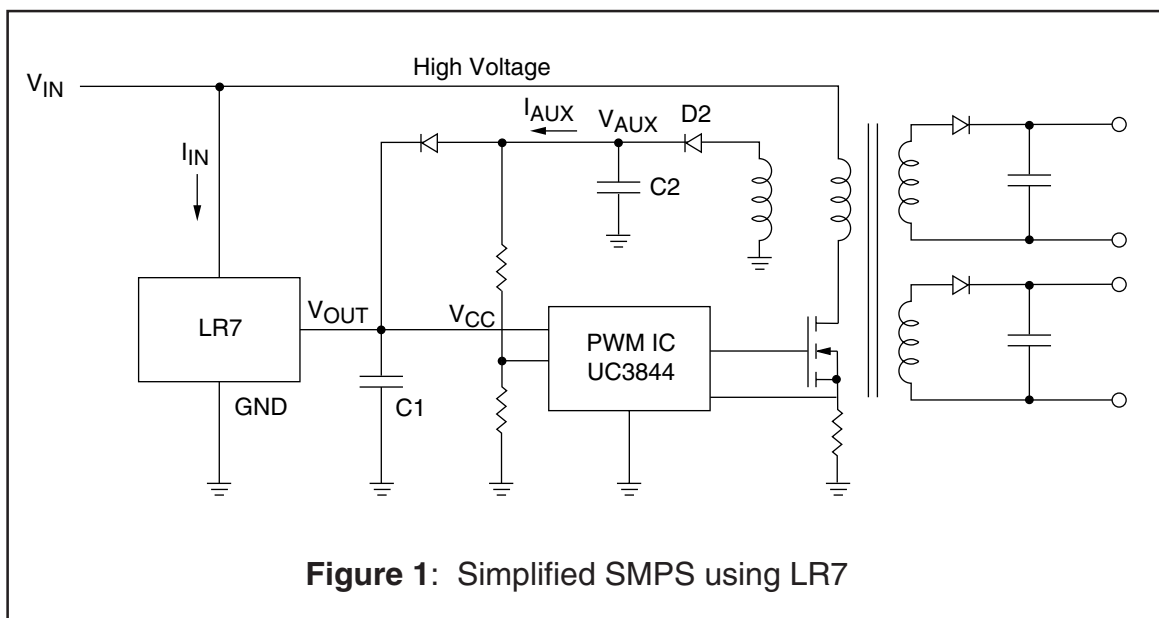 High Voltage
V_IN
I_AUX
V_AUX
D2
I_IN
C2
LR7
V_OUT
V_CC
PWM IC
UC3844
GND
C1
Figure 1: Simplified SMPS using LR7